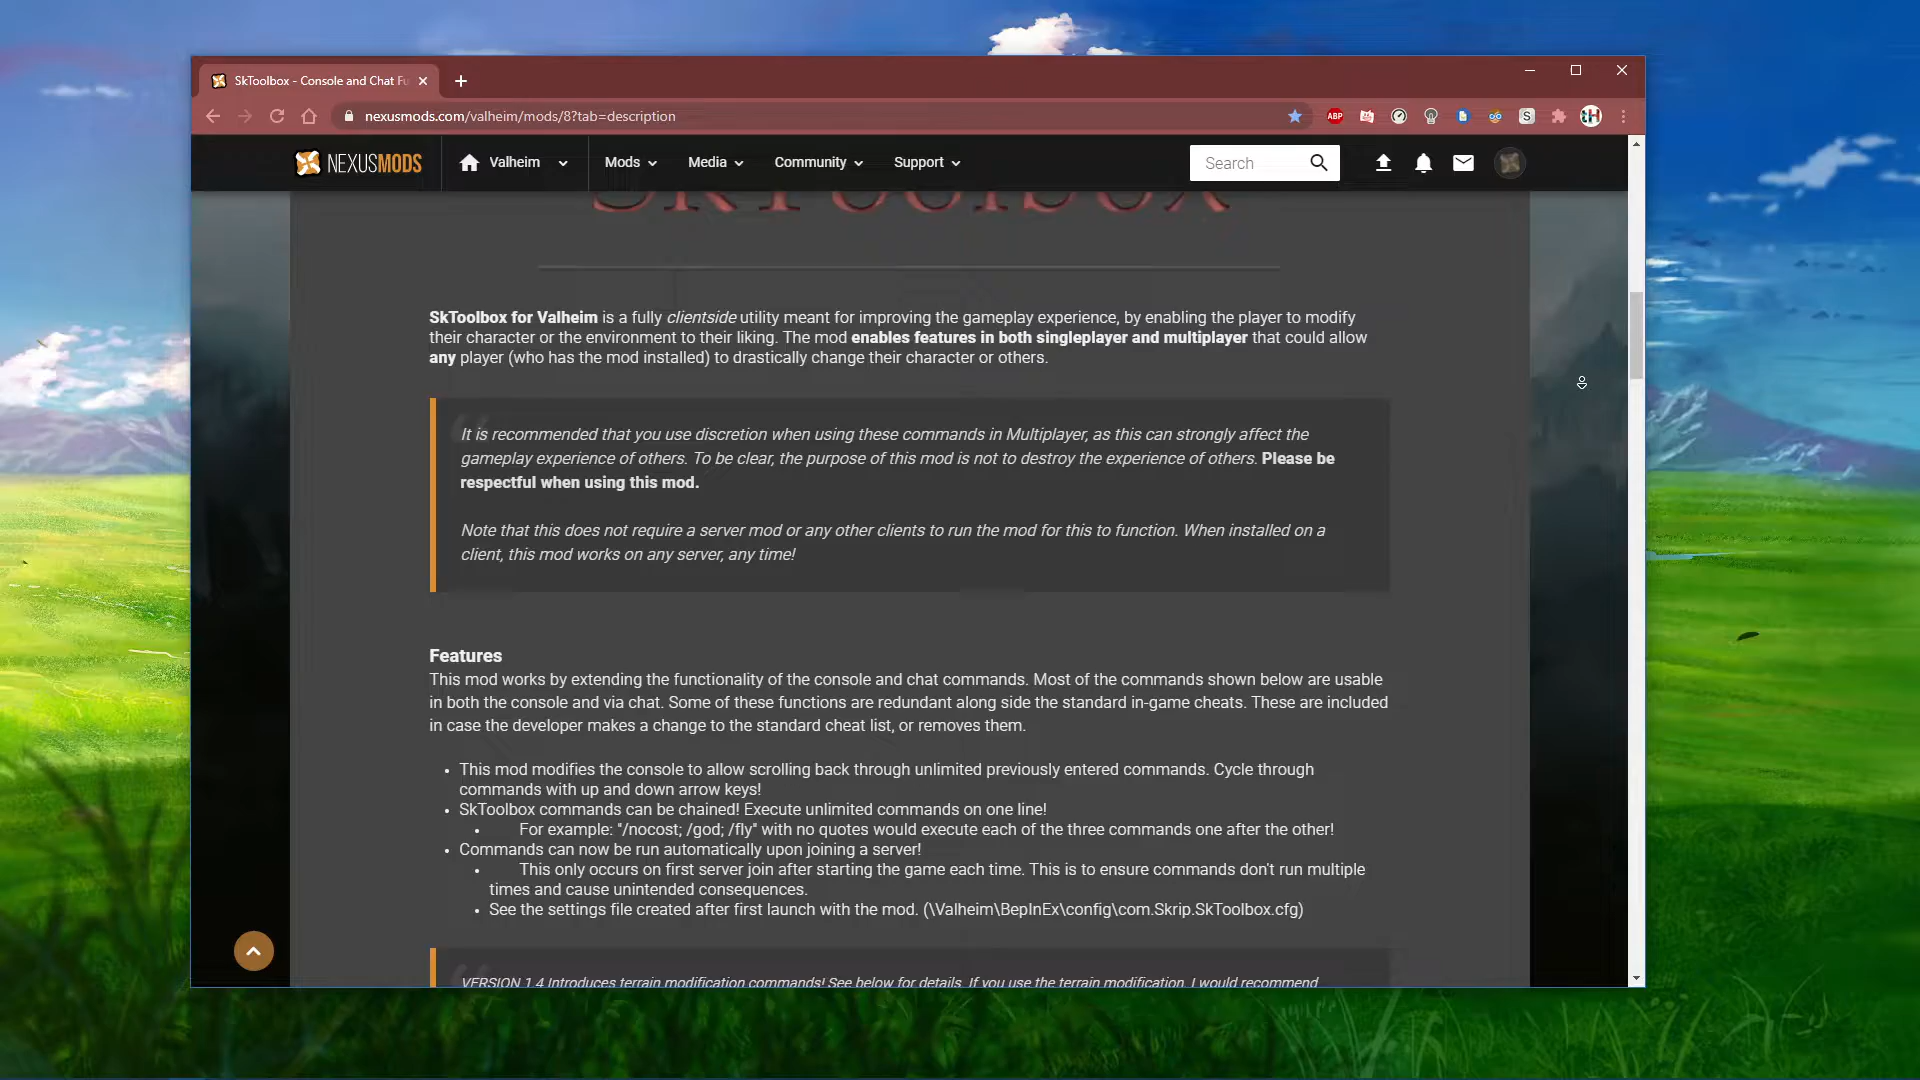 SkToolbox - Console and Chat Fu
nexusmods.com/valheim/mods/8?tab=description
ABP
S
NEXUSMODS
Valheim
Mods
Media
Community
Support
Search
SkToolbox
SkToolbox for Valheim is a fully clientside utility meant for improving the gameplay experience, by enabling the player to modify
their character or the environment to their liking. The mod enables features in both singleplayer and multiplayer that could allow
any player (who has the mod installed) to drastically change their character or others.
It is recommended that you use discretion when using these commands in Multiplayer, as this can strongly affect the
gameplay experience of others. To be clear, the purpose of this mod is not to destroy the experience of others. Please be
respectful when using this mod.
Note that this does not require a server mod or any other clients to run the mod for this to function. When installed on a
client, this mod works on any server, any time!
Features
This mod works by extending the functionality of the console and chat commands. Most of the commands shown below are usable
in both the console and via chat. Some of these functions are redundant along side the standard in-game cheats. These are included
in case the developer makes a change to the standard cheat list, or removes them.
• This mod modifies the console to allow scrolling back through unlimited previously entered commands. Cycle through
commands with up and down arrow keys!
• SkToolbox commands can be chained! Execute unlimited commands on one line!
• For example: "/nocost; /god; /fly" with no quotes would execute each of the three commands one after the other!
• Commands can now be run automatically upon joining a server!
• This only occurs on first server join after starting the game each time. This is to ensure commands don't run multiple
times and cause unintended consequences.
• See the settings file created after first launch with the mod. (\Valheim\BepInEx\config\com.Skrip.SkToolbox.cfg)
VERSION 1.4 Introduces terrain modification commands! See below for details. If you use the terrain modification, I would recommend